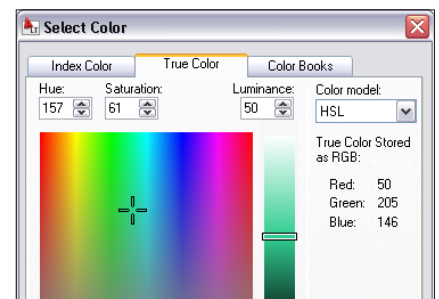 LT Select Color
Index Color True Color Color Books
Hue: Saturation: Luminance: Color model:
157 61 50 HSL
True Color Stored
as RGB:
Red: 50
Green: 205
Blue: 146